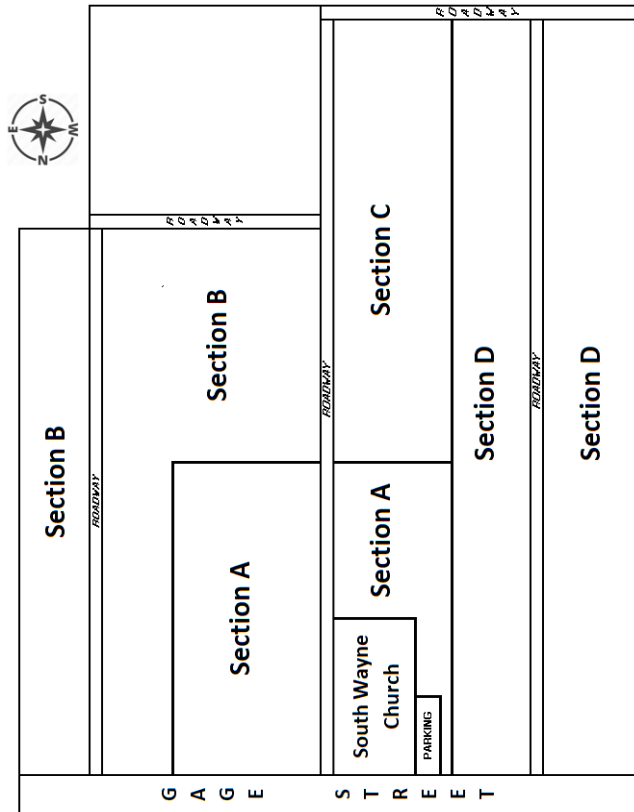 S
E
W
N
ROADWAY
ROADWAY
Section B
Section B
Section C
ROADWAY
ROADWAY
Section D
ROADWAY
Section D
Section A
Section A
South Wayne
Church
PARKING
GAGE STREET